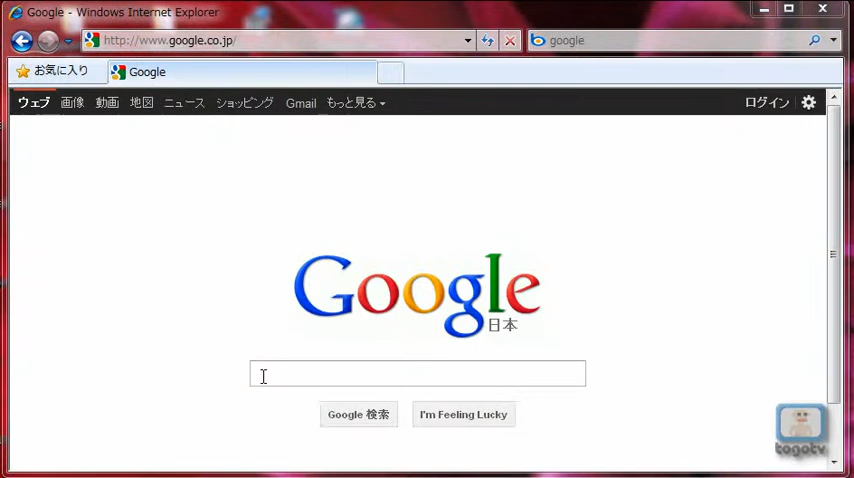 Google - Windows Internet Explorer
http://www.google.co.jp/
google
お気に入り
Google
ウェブ 画像 動画 地図 ニュース ショッピング Gmail もっと見る
ログイン
Google
日本
Google 検索
I'm Feeling Lucky
togotv